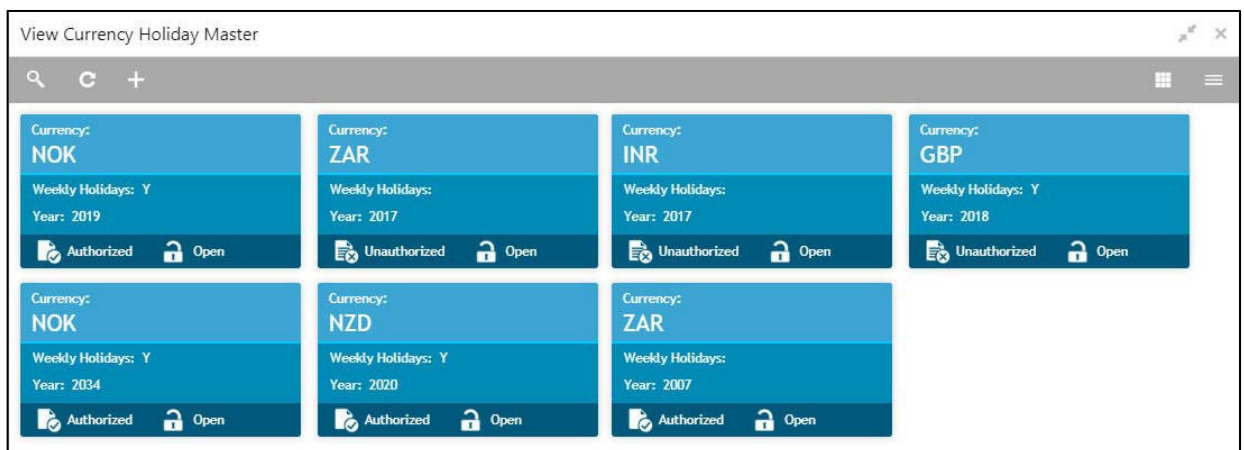 View Currency Holiday Master
Currency:
NOK
Weekly Holidays: Y
Year: 2019
Authorized Open
Currency:
ZAR
Weekly Holidays:
Year: 2017
Unauthorized Open
Currency:
INR
Weekly Holidays:
Year: 2017
Unauthorized Open
Currency:
GBP
Weekly Holidays: Y
Year: 2018
Unauthorized Open
Currency:
NOK
Weekly Holidays: Y
Year: 2034
Authorized Open
Currency:
NZD
Weekly Holidays: Y
Year: 2020
Authorized Open
Currency:
ZAR
Weekly Holidays:
Year: 2007
Authorized Open